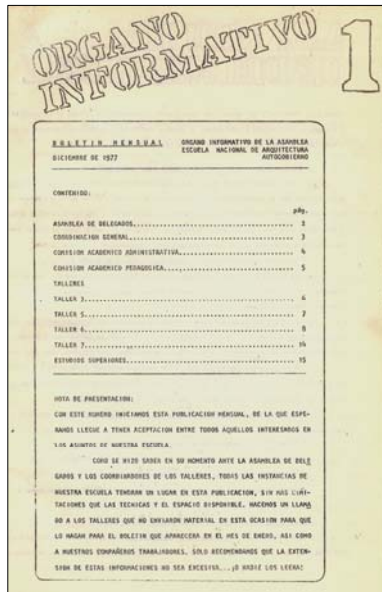 ORGANO
INFORMATIVO 1
BOLETIN MENSUAL ORGANO INFORMATIVO DE LA ASAMBLEA
ESCUELA NACIONAL DE ARQUITECTURA
DICIEMBRE DE 1977 AUTOGOBIERNO
CONTENIDO:
pág.
ASAMBLEA DE DELEGADOS
COORDINACION GENERAL 3
COMISION ACADEMICO ADMINISTRATIVA 4
COMISION ACADEMICO PEDAGOGICA 5
TALLERES
TALLER 3 6
TALLER 5 7
TALLER 6
TALLER 7 14
ESTUDIOS SUPERIORES 15
NOTA DE PRESENTACION:
CON ESTE NUMERO INICIAMOS ESTA PUBLICACION MENSUAL, DE LA QUE ESPE-
RAMOS LLEGUE A TENER ACEPTACION ENTRE TODOS AQUELLOS INTERESADOS EN
LOS ASUNTOS DE NUESTRA ESCUELA.
COMO SE HIZO SABER EN SU MOMENTO ANTE LA ASAMBLEA DE DELE
GADOS Y LOS COORDINADORES DE LOS TALLERES, TODAS LAS INSTANCIAS DE
NUESTRA ESCUELA TENDRAN UN LUGAR EN ESTA PUBLICACION, SIN MAS LIMI-
TACIONES QUE LAS TECNICAS Y EL ESPACIO DISPONIBLE. HACEMOS UN LLAMA
DO A LOS TALLERES QUE NO ENVIARON MATERIAL EN ESTA OCASION PARA QUE
LO HAGAN PARA EL BOLETIN QUE APARECERA EN EL MES DE ENERO, ASI COMO
A NUESTROS COMPAÑEROS TRABAJADORES. SOLO RECOMENDAMOS QUE LA EXTEN-
SION DE ESTAS INFORMACIONES NO SEA EXCESIVA...¡O NADIE LOS LEERA!